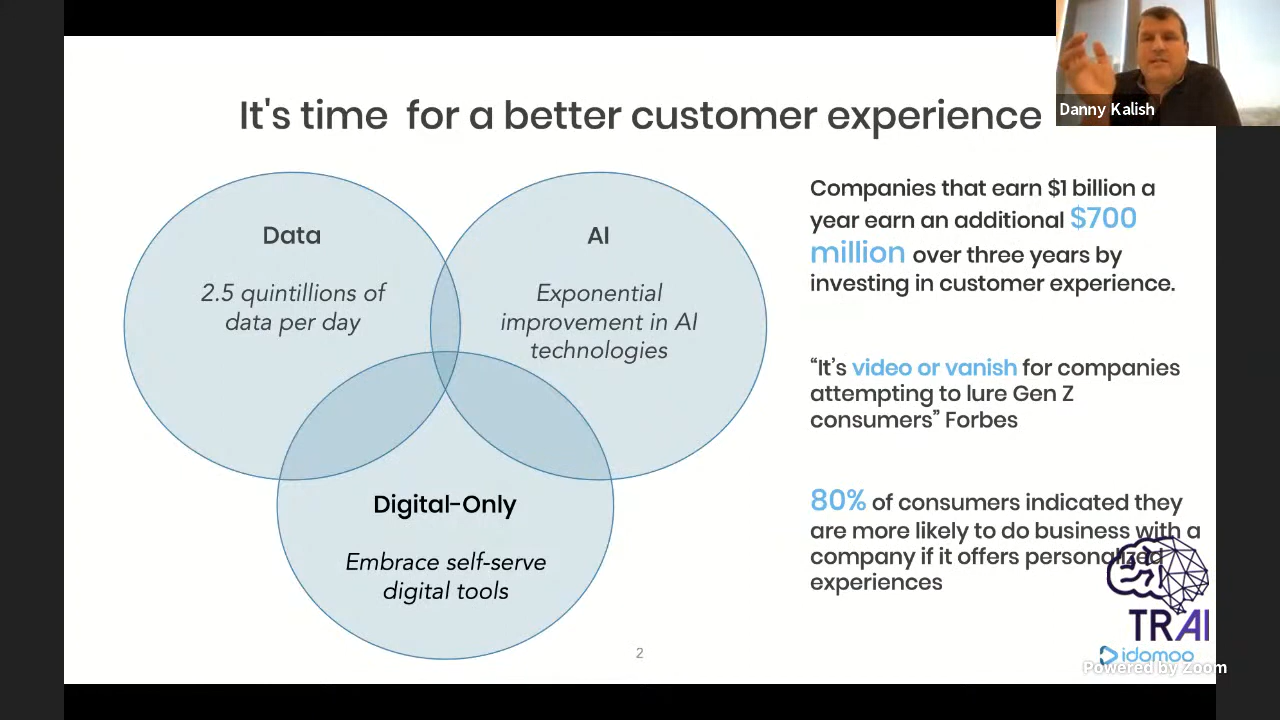 It's time for a better customer experience
Danny Kalish
Data
2.5 quintillions of
data per day
AI
Exponential
improvement in AI
technologies
Digital-Only
Embrace self-serve
digital tools
Companies that earn $1 billion a
year earn an additional $700
million over three years by
investing in customer experience.
“It’s video or vanish for companies
attempting to lure Gen Z
consumers” Forbes
80% of consumers indicated they
are more likely to do business with a
company if it offers personalized
experiences
TRAI
idomoo
Powered by Zoom
2